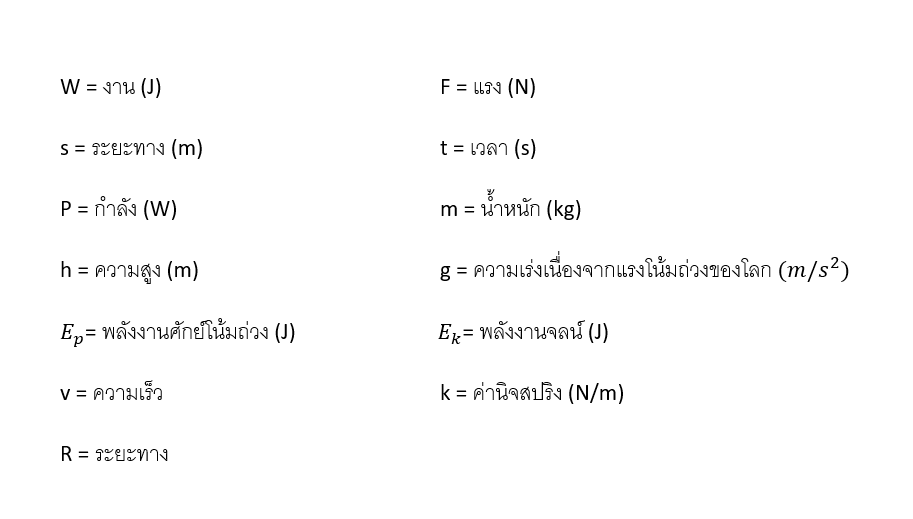 W = งาน (J) F = แรง (N)
s = ระยะทาง (m) t = เวลา (s)
P = กำลัง (W) m = น้ำหนัก (kg)
h = ความสูง (m) g = ความเร่งเนื่องจากแรงโน้มถ่วงของโลก (m/s²)
Eₚ= พลังงานศักย์โน้มถ่วง (J) Eₖ= พลังงานจลน์ (J)
v = ความเร็ว k = ค่านิจสปริง (N/m)
R = ระยะทาง